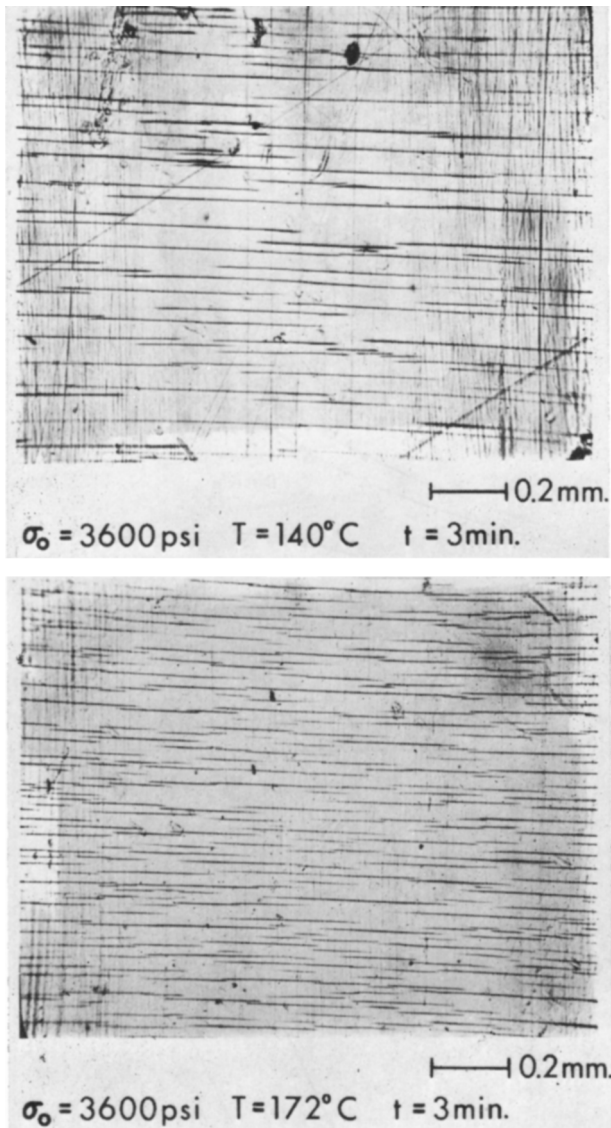 0.2mm.
σo = 3600psi T = 140°C t = 3min.
0.2mm.
σo = 3600psi T = 172°C t = 3min.